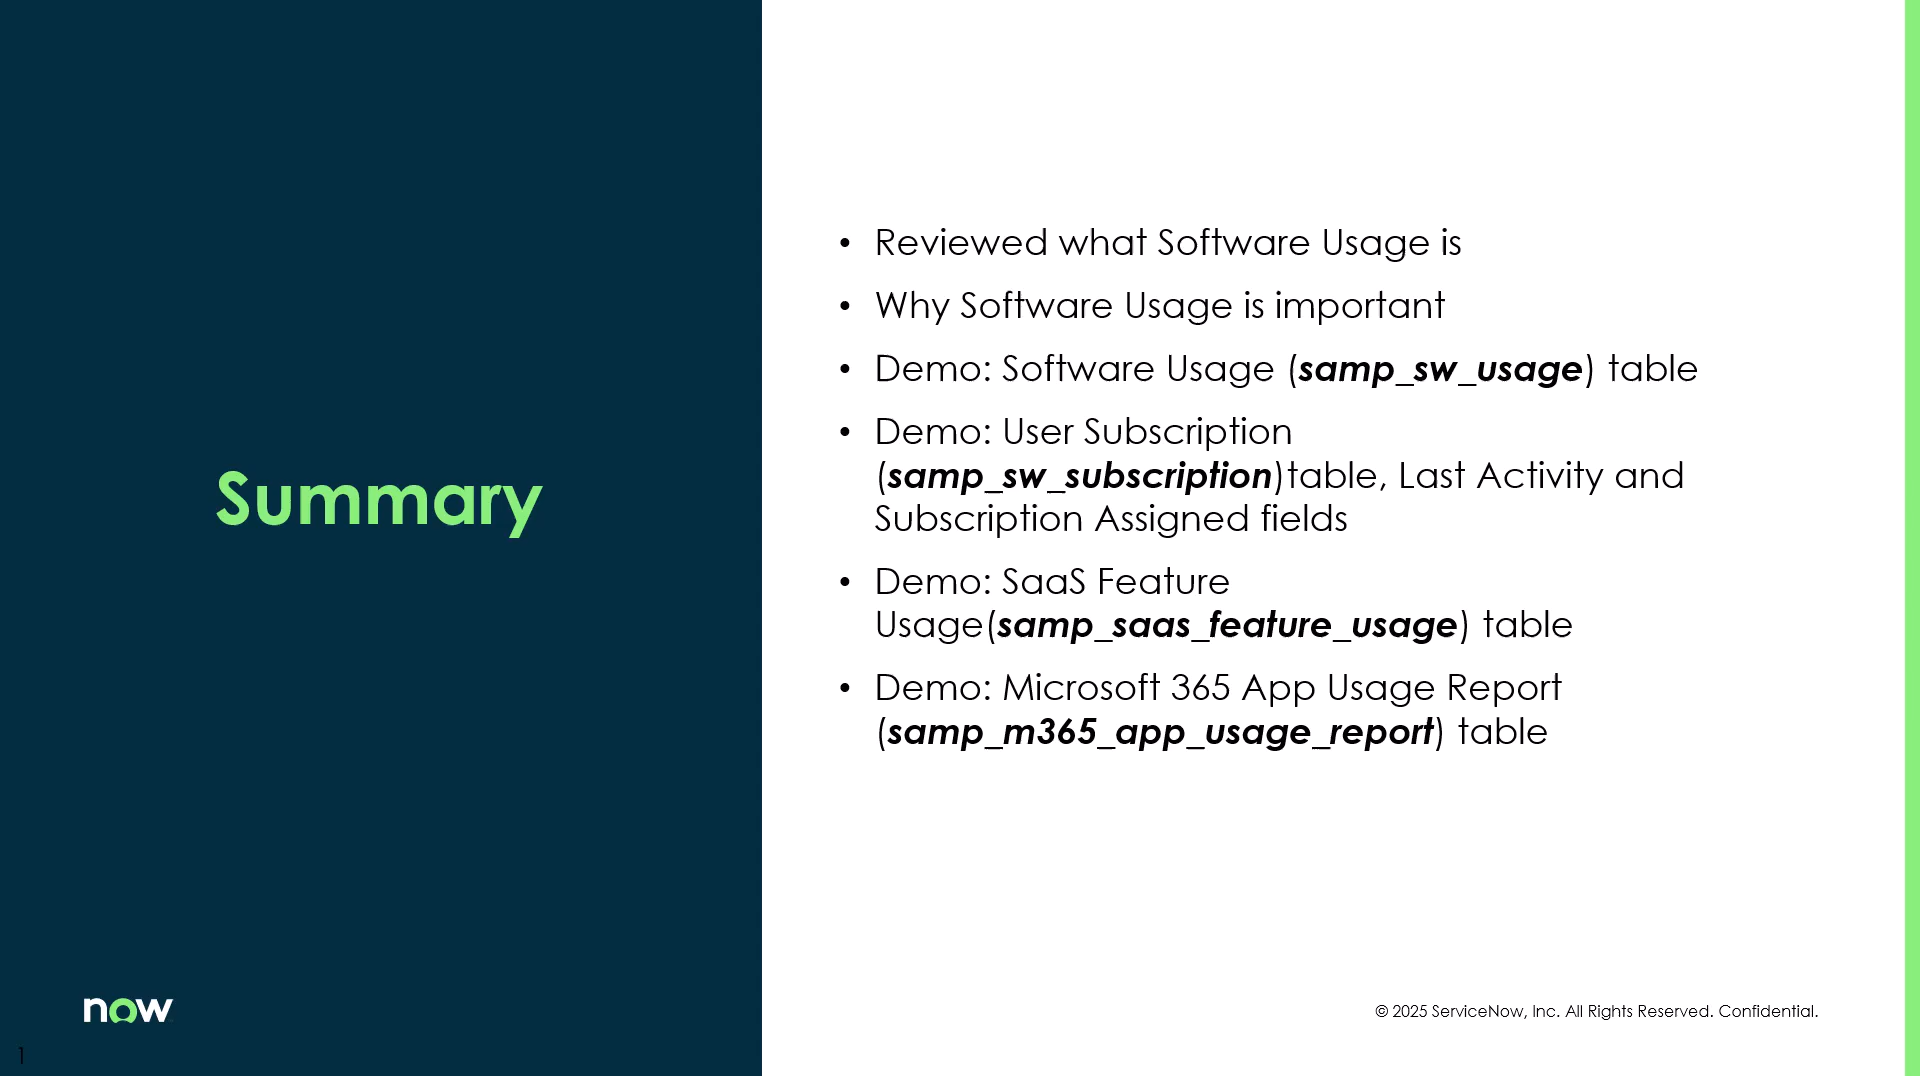 Summary
• Reviewed what Software Usage is
• Why Software Usage is important
• Demo: Software Usage (samp_sw_usage) table
• Demo: User Subscription
(samp_sw_subscription)table, Last Activity and
Subscription Assigned fields
• Demo: SaaS Feature
Usage(samp_saas_feature_usage) table
• Demo: Microsoft 365 App Usage Report
(samp_m365_app_usage_report) table
now
© 2025 ServiceNow, Inc. All Rights Reserved. Confidential.
1